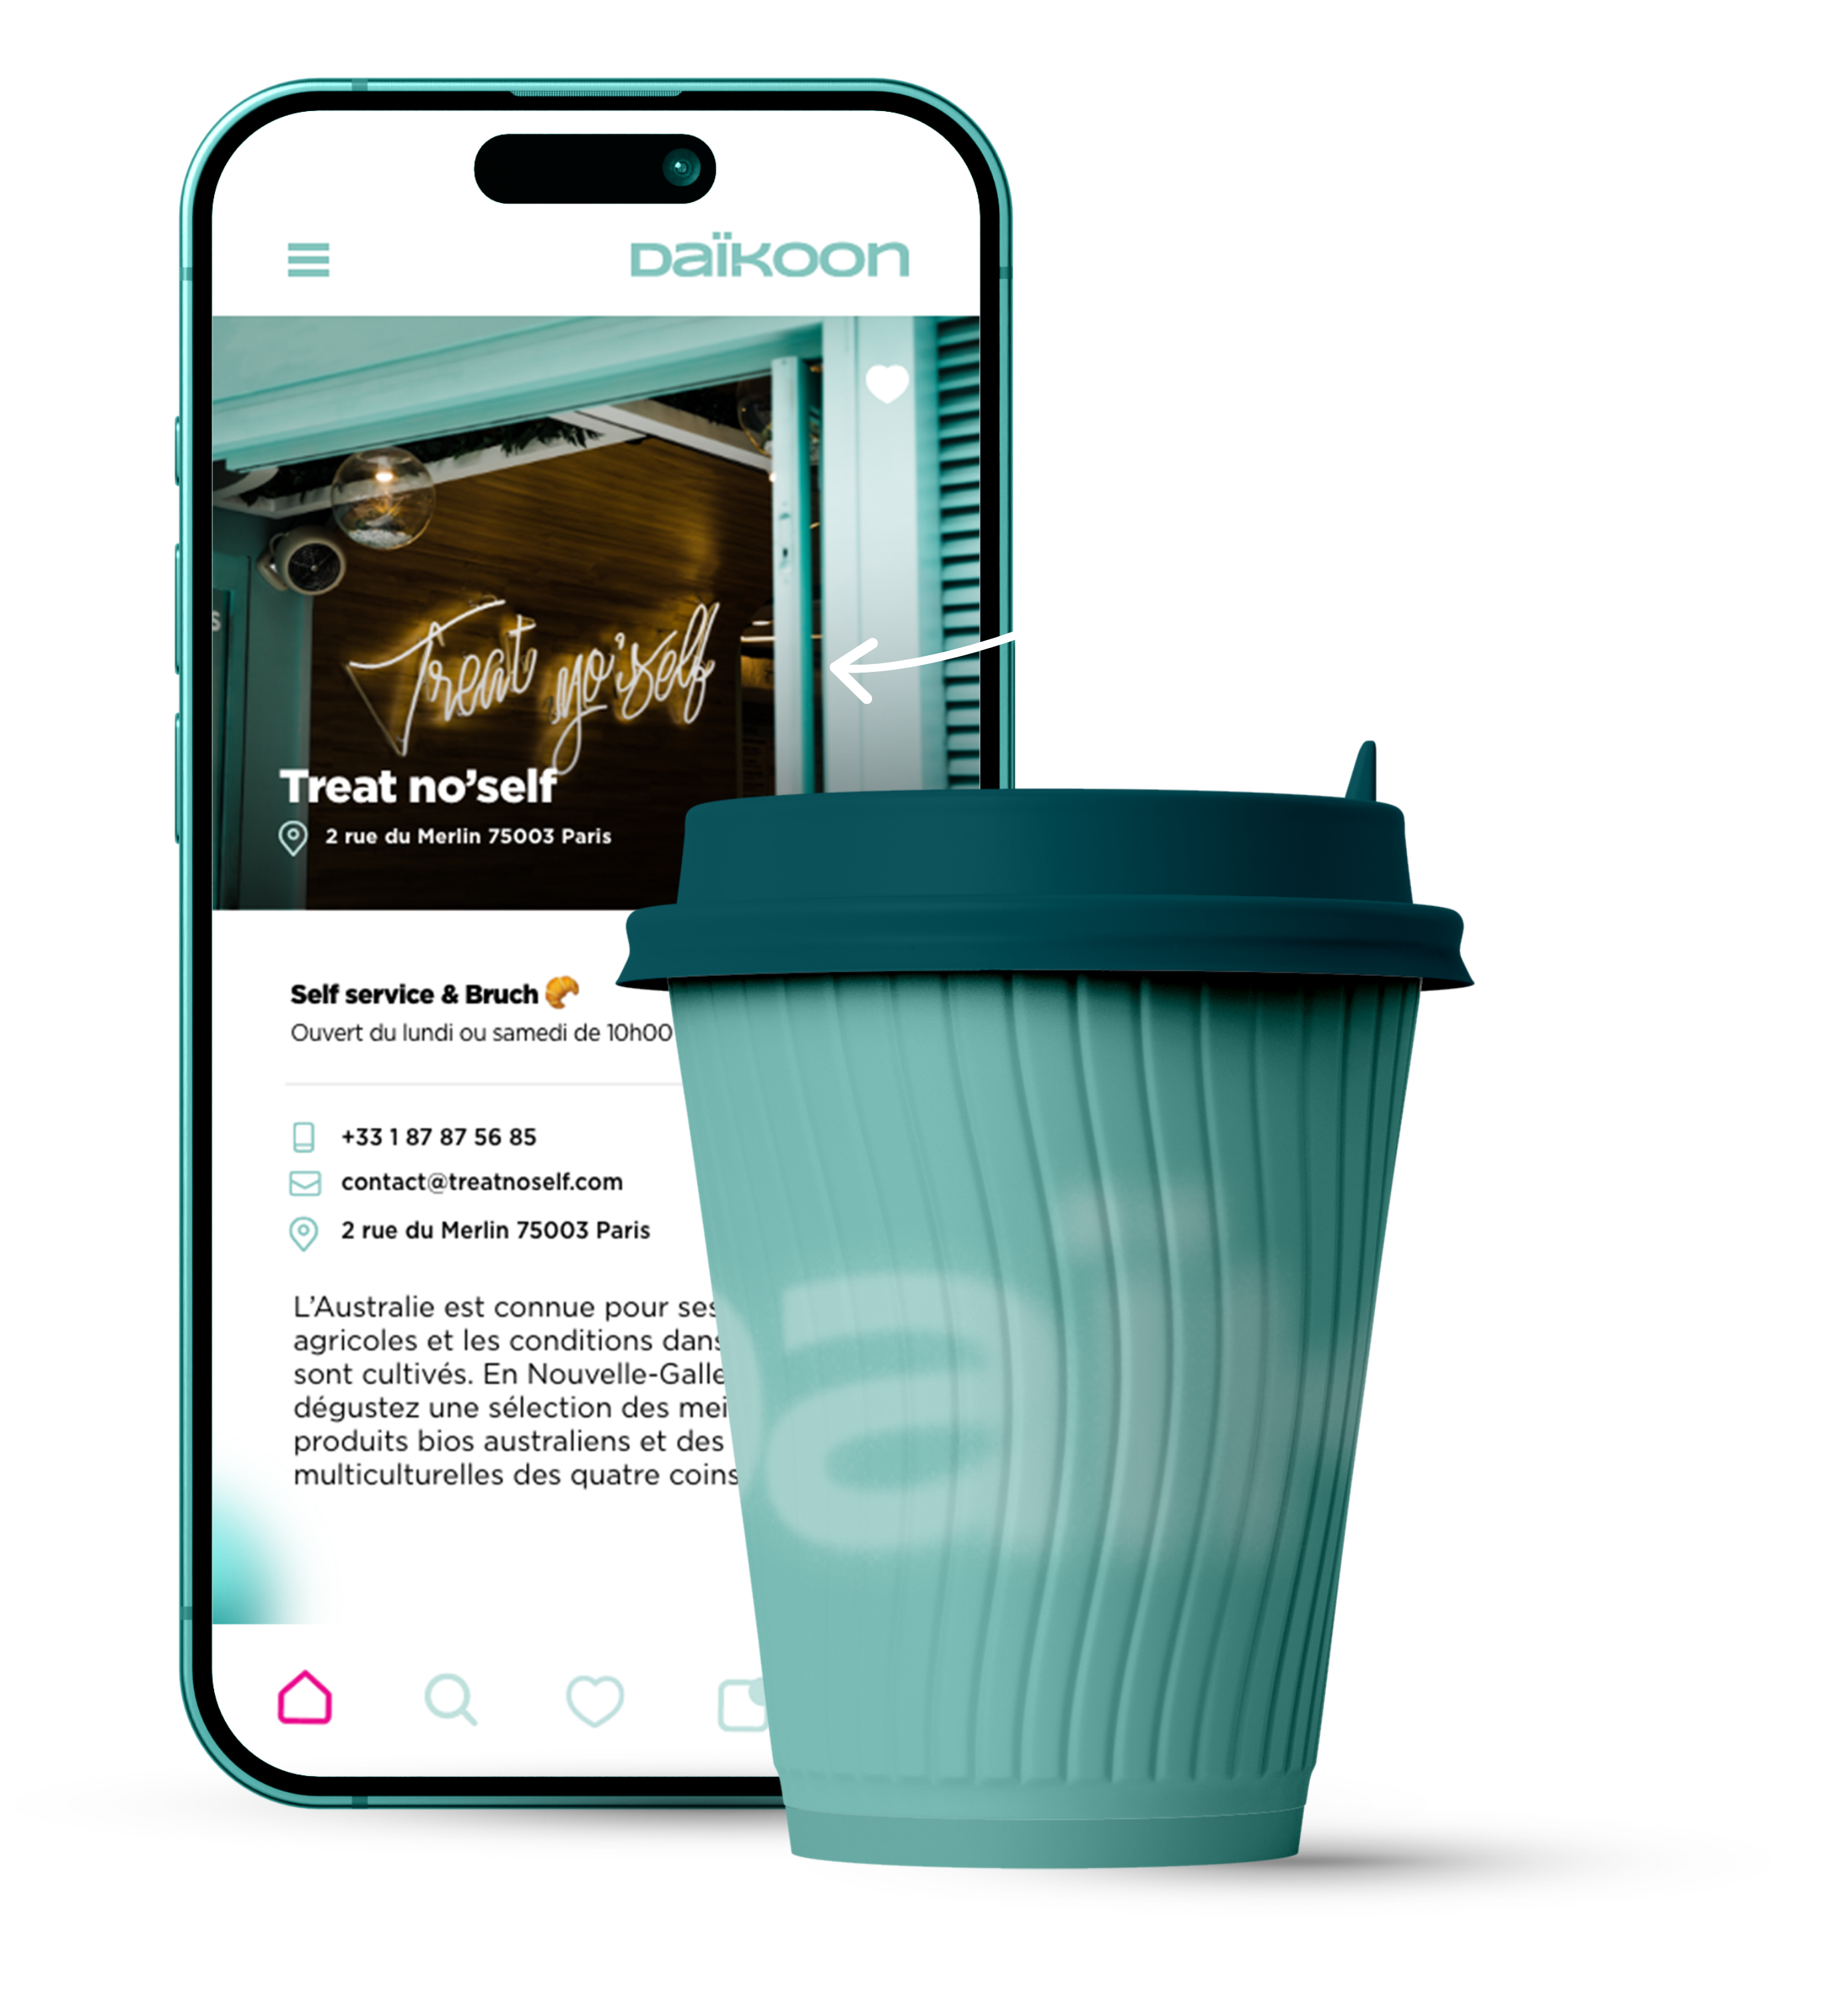 Daïkoon
Treat yo'self
Treat no'self
2 rue du Merlin 75003 Paris
Self service & Bruch
Ouvert du lundi ou samedi de 10h00
+33 1 87 87 56 85
contact@treatnoself.com
2 rue du Merlin 75003 Paris
L'Australie est connue pour ses
agricoles et les conditions dans
sont cultivés. En Nouvelle-Galle
dégustez une sélection des mei
produits bios australiens et des
multiculturelles des quatre coins